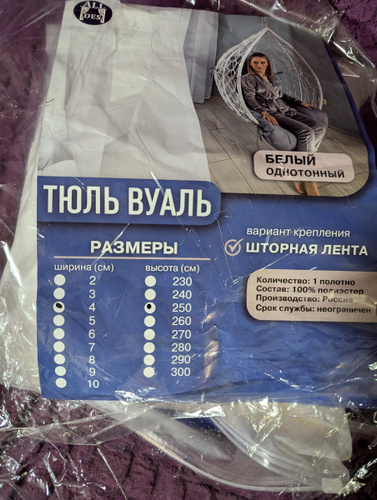 ALL
DES
БЕЛЫЙ
ОДНОТОННЫЙ
ТЮЛЬ ВУАЛЬ
РАЗМЕРЫ
ширина (см) высота (см)
2 230
3 240
4 250
5 260
6 270
7 280
8 290
9 300
10
вариант крепления
ШТОРНАЯ ЛЕНТА
Количество: 1 полотно
Состав: 100% полиэстер
Производство: Россия
Срок службы: неограничен